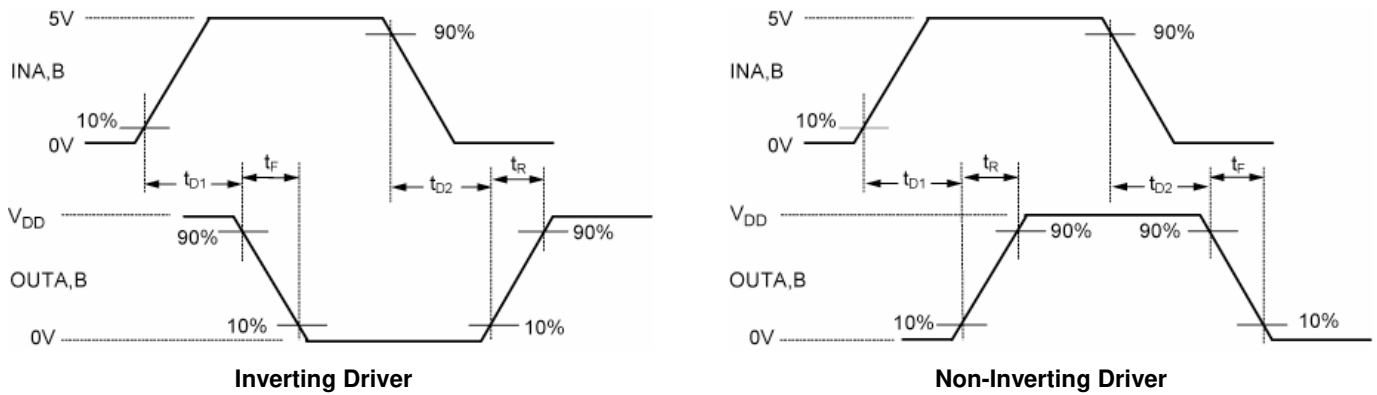 5V
90%
INA,B
10%
0V
tD1
tF
tD2
tR
VDD
90%
90%
OUTA,B
10%
10%
0V
Inverting Driver
5V
90%
INA,B
10%
0V
tD1
tR
tD2
tF
VDD
90%
90%
OUTA,B
10%
10%
0V
Non-Inverting Driver